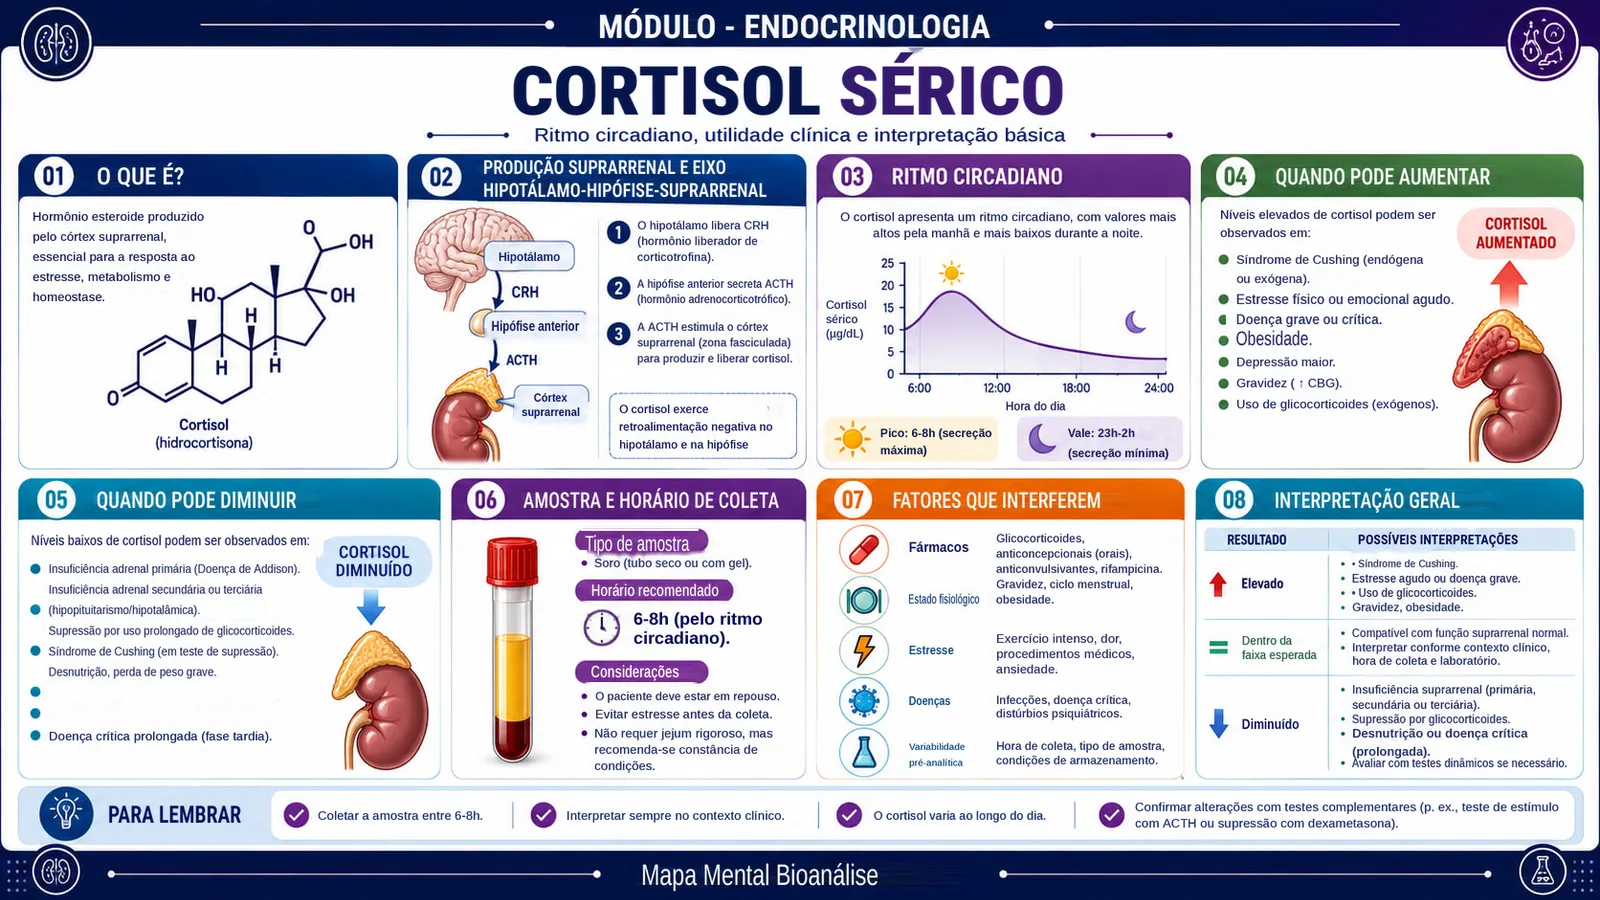 MÓDULO - ENDOCRINOLOGIA
CORTISOL SÉRICO
Ritmo circadiano, utilidade clínica e interpretação básica
01 O QUE É?
Hormônio esteroide produzido
pelo córtex suprarrenal,
essencial para a resposta ao
estresse, metabolismo e
homeostase.
O
OH
HO
OH
H
H
H
O
Cortisol
(hidrocortisona)
02 PRODUÇÃO SUPRARRENAL E EIXO
HIPOTÁLAMO-HIPÓFISE-SUPRARRENAL
Hipotálamo
CRH
Hipófise anterior
ACTH
Córtex
suprarrenal
1 O hipotálamo libera CRH
(hormônio liberador de
corticotrofina).
2 A hipófise anterior secreta ACTH
(hormônio adrenocorticotrófico).
3 A ACTH estimula o córtex
suprarrenal (zona fasciculada)
para produzir e liberar cortisol.
O cortisol exerce
retroalimentação negativa no
hipotálamo e na hipófise
03 RITMO CIRCADIANO
O cortisol apresenta um ritmo circadiano, com valores mais
altos pela manhã e mais baixos durante a noite.
Cortisol
sérico
(µg/dL)
25
20
15
10
5
0
6:00 12:00 18:00 24:00
Hora do dia
Pico: 6-8h (secreção
máxima)
Vale: 23h-2h
(secreção mínima)
04 QUANDO PODE AUMENTAR
Níveis elevados de cortisol podem ser
observados em:
CORTISOL
AUMENTADO
● Síndrome de Cushing (endógena
ou exógena).
● Estresse físico ou emocional agudo.
● Doença grave ou crítica.
● Obesidade.
● Depressão maior.
● Gravidez ( ↑ CBG).
● Uso de glicocorticoides (exógenos).
05 QUANDO PODE DIMINUIR
Níveis baixos de cortisol podem ser observados em:
CORTISOL
DIMINUÍDO
● Insuficiência adrenal primária (Doença de Addison).
Insuficiência adrenal secundária ou terciária
● (hipopituitarismo/hipotalâmica).
Supressão por uso prolongado de glicocorticoides.
● Síndrome de Cushing (em teste de supressão).
Desnutrição, perda de peso grave.
● Doença crítica prolongada (fase tardia).
06 AMOSTRA E HORÁRIO DE COLETA
Tipo de amostra
• Soro (tubo seco ou com gel).
Horário recomendado
6-8h (pelo ritmo
circadiano).
Considerações
• O paciente deve estar em repouso.
• Evitar estresse antes da coleta.
• Não requer jejum rigoroso, mas
recomenda-se constância de
condições.
07 FATORES QUE INTERFEREM
Fármacos
Glicocorticoides,
anticoncepcionais (orais),
anticonvulsivantes, rifampicina.
Estado fisiológico
Gravidez, ciclo menstrual,
obesidade.
Estresse
Exercício intenso, dor,
procedimentos médicos,
ansiedade.
Doenças
Infecções, doença crítica,
distúrbios psiquiátricos.
Variabilidade
pré-analítica
Hora de coleta, tipo de amostra,
condições de armazenamento.
08 INTERPRETAÇÃO GERAL
RESULTADO POSSÍVEIS INTERPRETAÇÕES
Elevado
• • Síndrome de Cushing.
• Estresse agudo ou doença grave.
• • Uso de glicocorticoides.
• Gravidez, obesidade.
Dentro da
faixa esperada
• Compatível com função suprarrenal normal.
• Interpretar conforme contexto clínico,
hora de coleta e laboratório.
Diminuído
• Insuficiência suprarrenal (primária,
secundária ou terciária).
• Supressão por glicocorticoides.
• Desnutrição ou doença crítica
(prolongada).
• Avaliar com testes dinâmicos se necessário.
PARA LEMBRAR
Coletar a amostra entre 6-8h.
Interpretar sempre no contexto clínico.
O cortisol varia ao longo do dia.
Confirmar alterações com testes complementares (p. ex., teste de estímulo
com ACTH ou supressão com dexametasona).
Mapa Mental Bioanálise